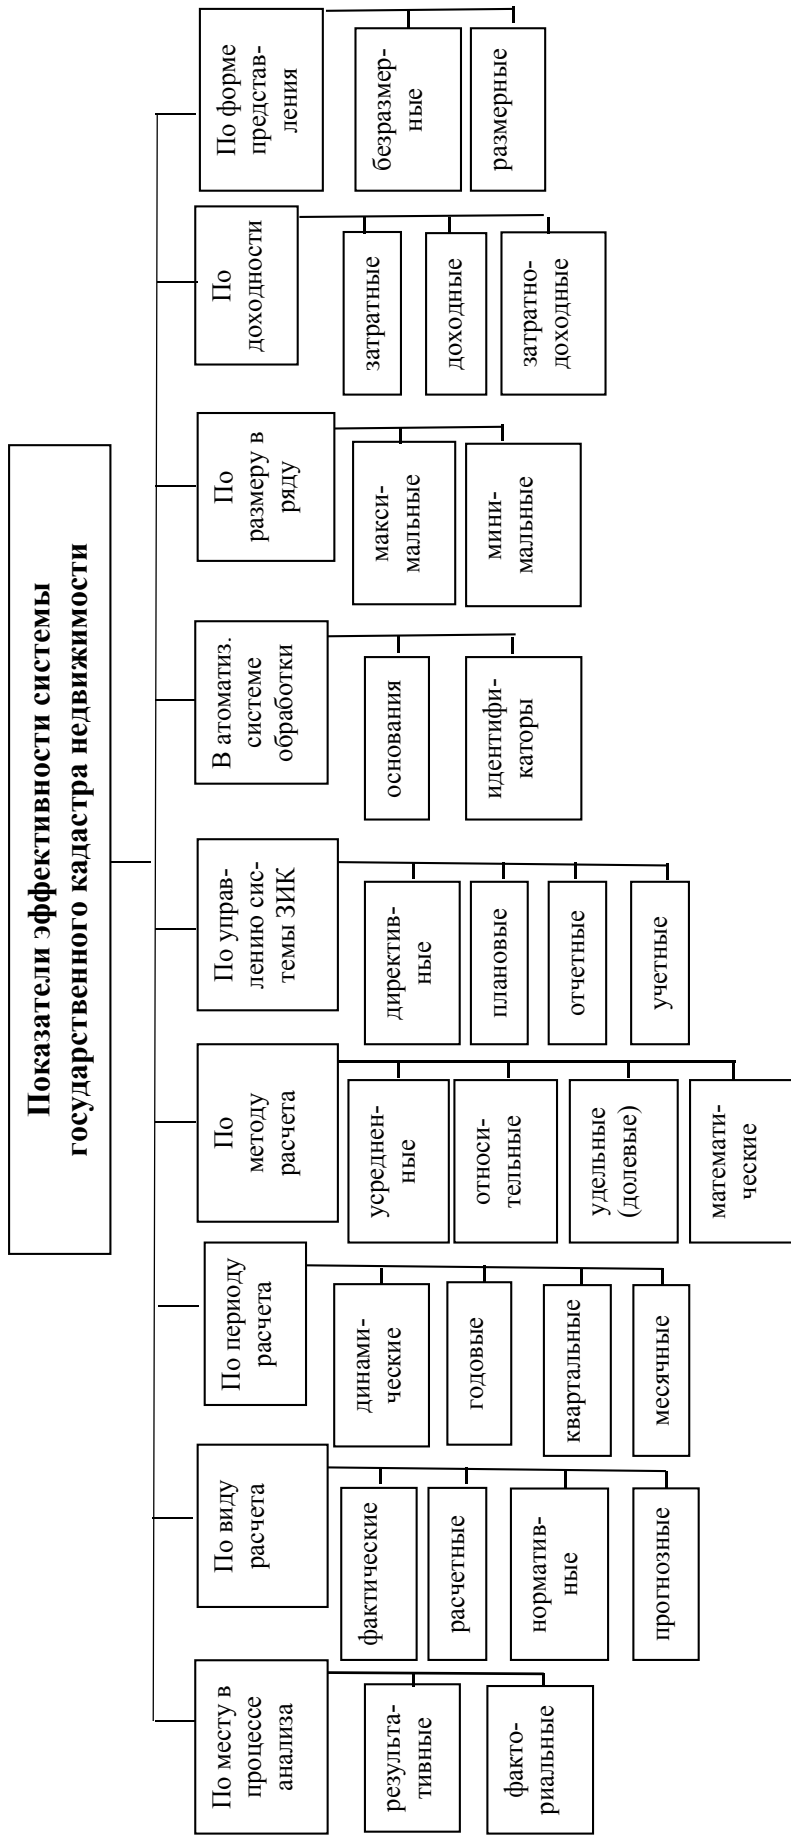 Показатели эффективности системы
государственного кадастра недвижимости
По месту в
процессе
анализа
результа-
тивные
факто-
риальные
По виду
расчета
фактические
расчетные
норматив-
ные
прогнозные
По периоду
расчета
динами-
ческие
годовые
квартальные
месячные
По
методу
расчета
усреднен-
ные
относи-
тельные
удельные
(долевые)
математи-
ческие
По управ-
лению сис-
темы ЗИК
директив-
ные
плановые
отчетные
учетные
В атоматиз.
системе
обработки
основания
идентифи-
каторы
По
размеру в
ряду
макси-
мальные
мини-
мальные
По
доходности
затратные
доходные
затратно-
доходные
По форме
представ-
ления
безразмер-
ные
размерные